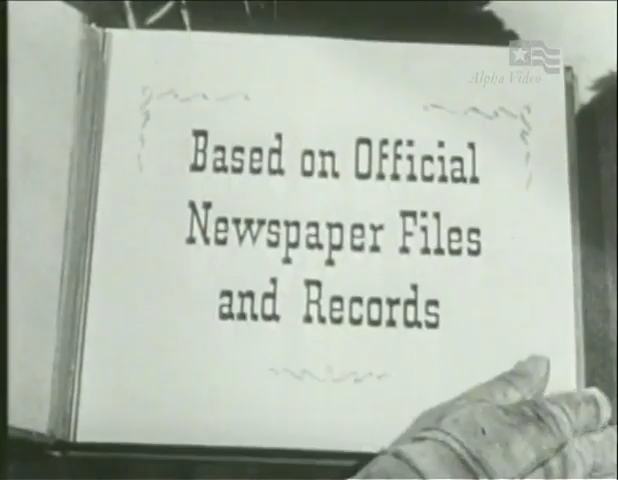 Alpha Video
Based on Official
Newspaper Files
and Records